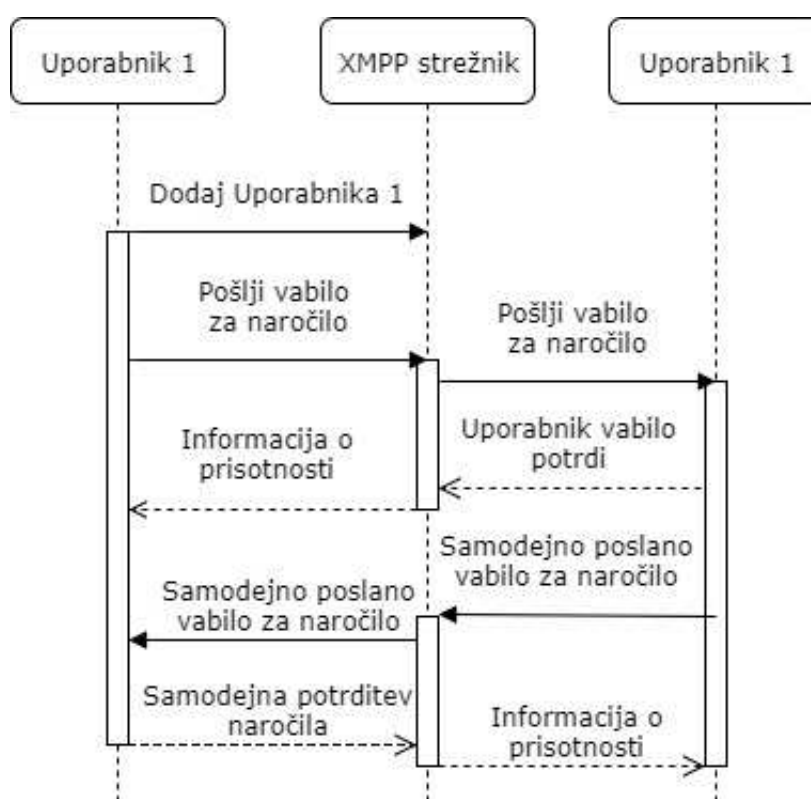 Uporabnik 1
XMPP strežnik
Uporabnik 1
Dodaj Uporabnika 1
Pošlji vabilo
za naročilo
Pošlji vabilo
za naročilo
Uporabnik vabilo
potrdi
Informacija o
prisotnosti
Samodejno poslano
vabilo za naročilo
Samodejno poslano
vabilo za naročilo
Samodejna potrditev
naročila
Informacija o
prisotnosti